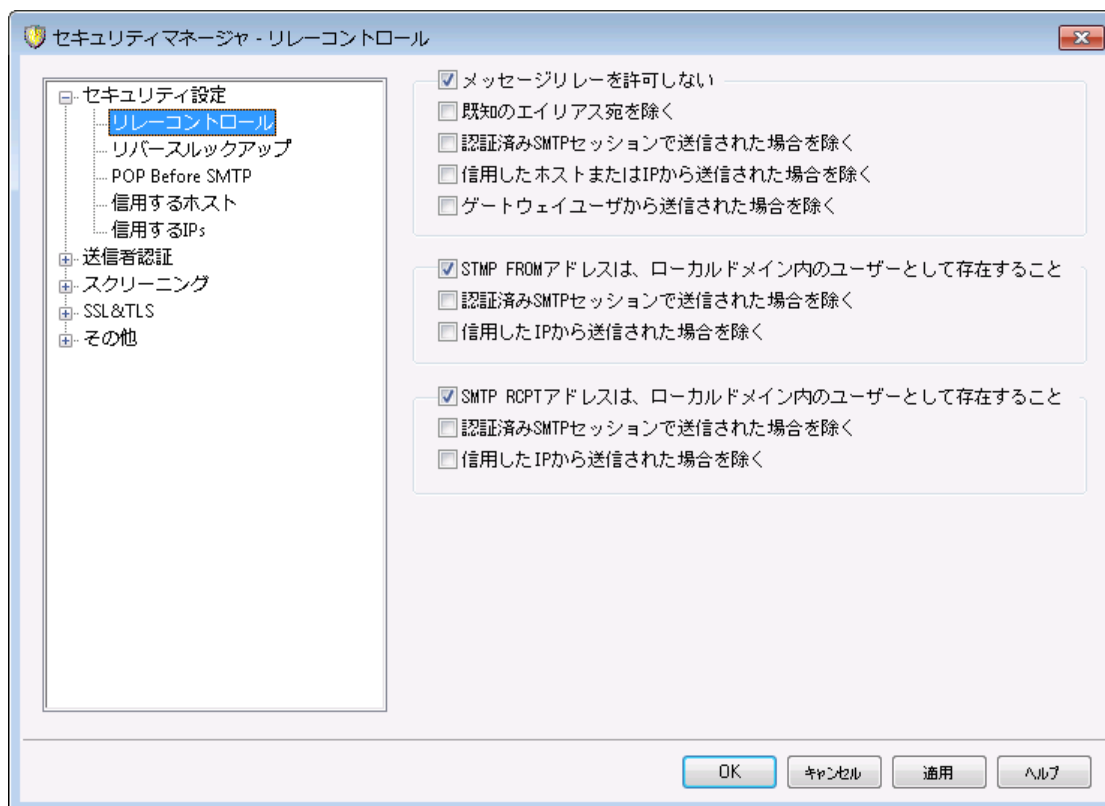 セキュリティマネージャ - リレーコントロール
セキュリティ設定
リレーコントロール
リバースルックアップ
POP Before SMTP
信用するホスト
信用するIPs
送信者認証
スクリーニング
SSL&TLS
その他
メッセージリレーを許可しない
既知のエイリアス宛を除く
認証済みSMTPセッションで送信された場合を除く
信用したホストまたはIPから送信された場合を除く
ゲートウェイユーザから送信された場合を除く
STMP FROMアドレスは、ローカルドメイン内のユーザーとして存在すること
認証済みSMTPセッションで送信された場合を除く
信用したIPから送信された場合を除く
SMTP RCPTアドレスは、ローカルドメイン内のユーザーとして存在すること
認証済みSMTPセッションで送信された場合を除く
信用したIPから送信された場合を除く
OK
キャンセル
適用
ヘルプ